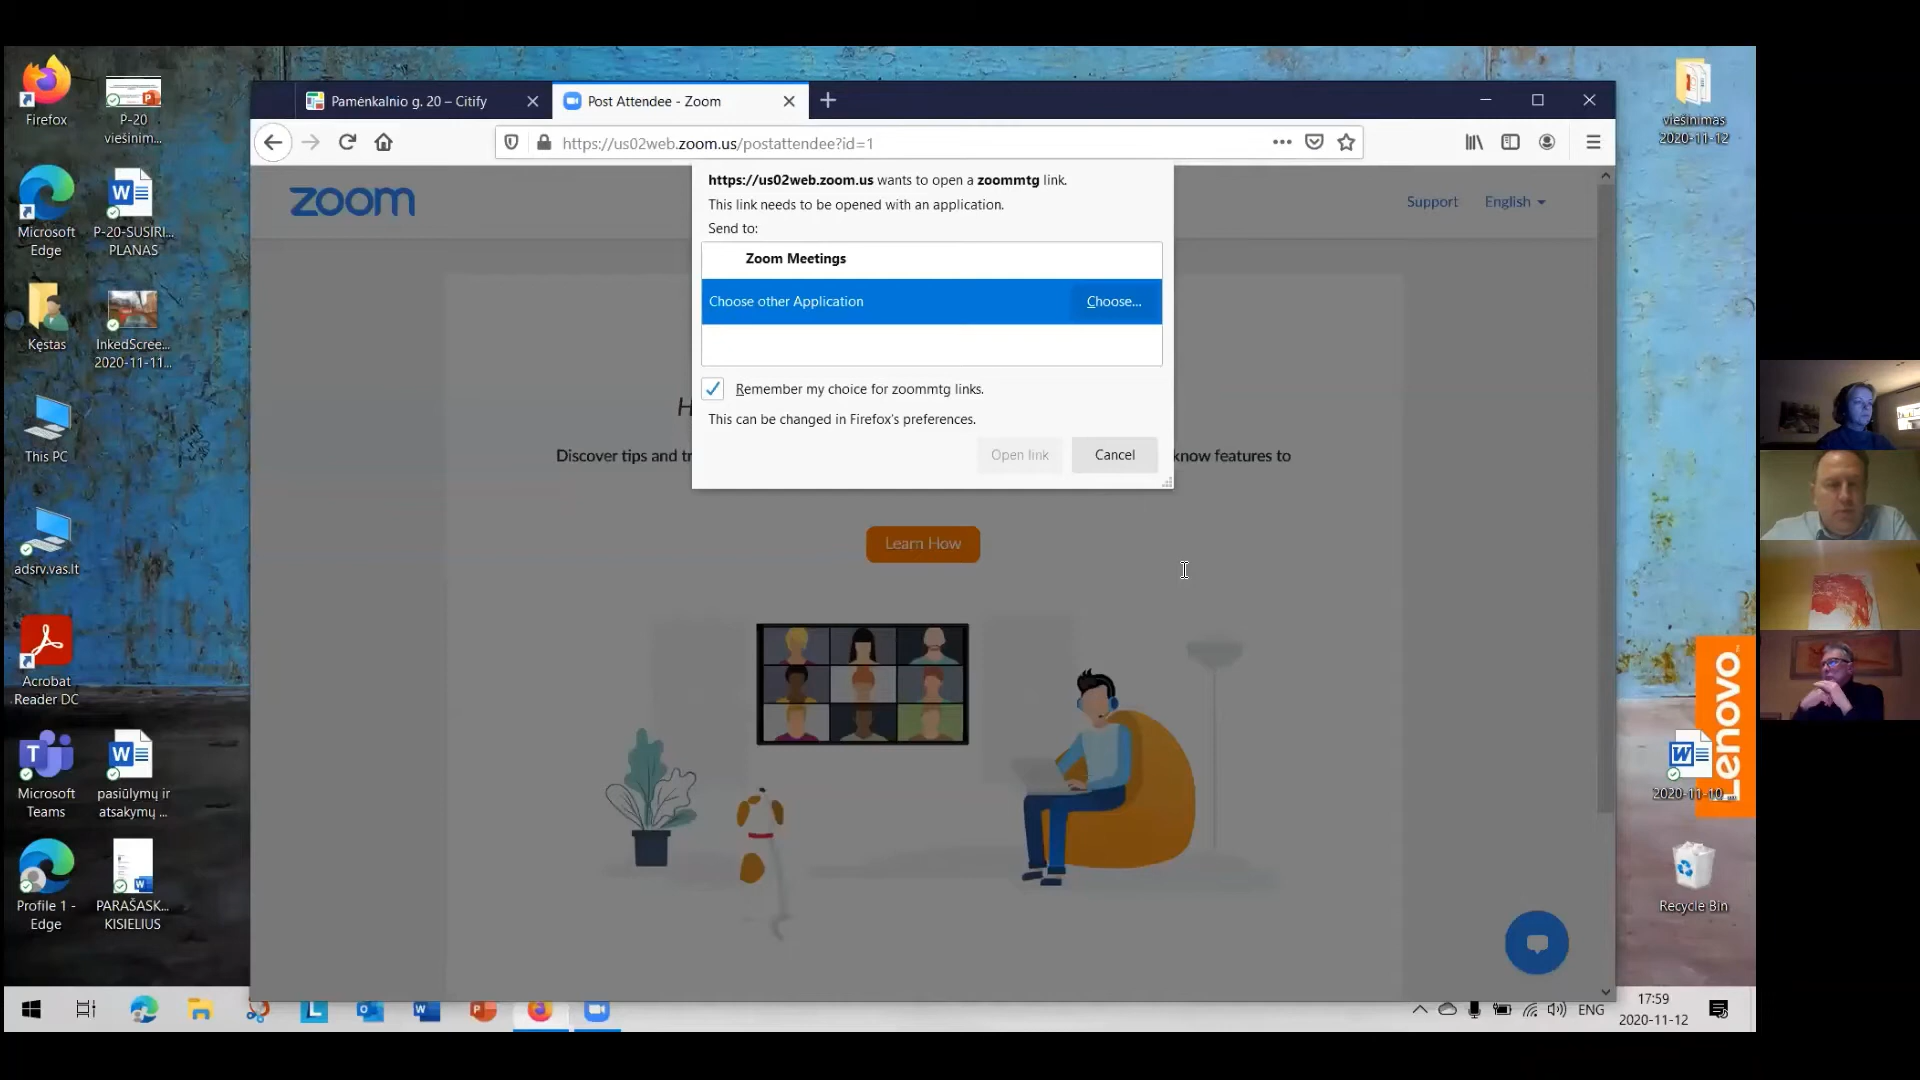 Firefox
P-20
viešinim...
Microsoft
Edge
P-20-SUSIRI...
PLANAS
Kęstas
InkedScree...
2020-11-11...
This PC
adsrv.vas.lt
Acrobat
Reader DC
Microsoft
Teams
pasiūlymų ir
atsakymų ...
Profile 1 -
Edge
PARAŠASK...
KISIELIUS
Pamėnkalnio g. 20 – Citify
Post Attendee - Zoom
https://us02web.zoom.us/postattendee?id=1
zoom
Support
English
https://us02web.zoom.us wants to open a zoommtg link.
This link needs to be opened with an application.
Send to:
Zoom Meetings
Choose other Application
Choose...
Remember my choice for zoommtg links.
This can be changed in Firefox's preferences.
Open link
Cancel
H
Discover tips and tr
know features to
Learn How
viešinimas
2020-11-12
Lenovo
2020-11-10...
Recycle Bin
ENG
17:59
2020-11-12